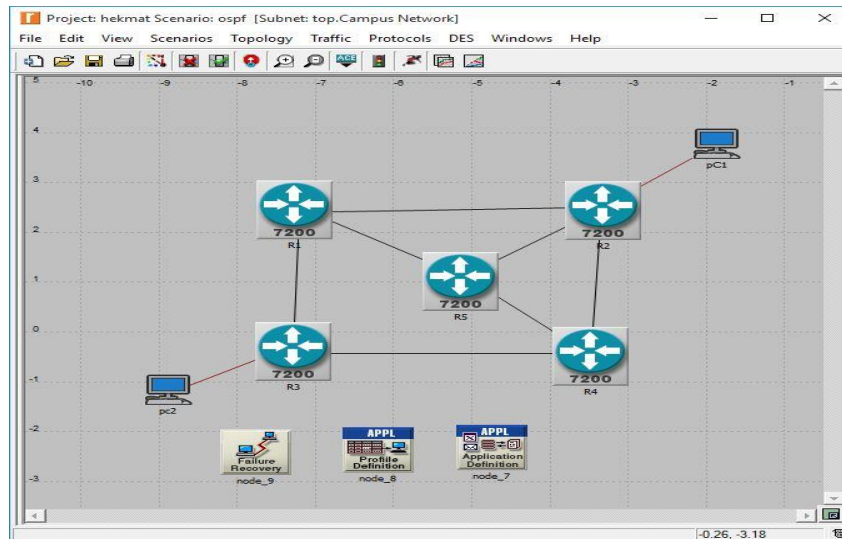 Project: hekmat Scenario: ospf [Subnet: top.Campus Network]
File Edit View Scenarios Topology Traffic Protocols DES Windows Help
ACE
5 -10 -9 -8 -7 -6 -5 -4 -3 -2 -1
4
pC1
3
7200 7200
R1 R2
2
1
7200
R5
0
7200 7200
R3 R4
-1
pc2
-2
APPL APPL
Failure Recovery Profile Definition Application Definition
node_9 node_8 node_7
-3
-0.26, -3.18